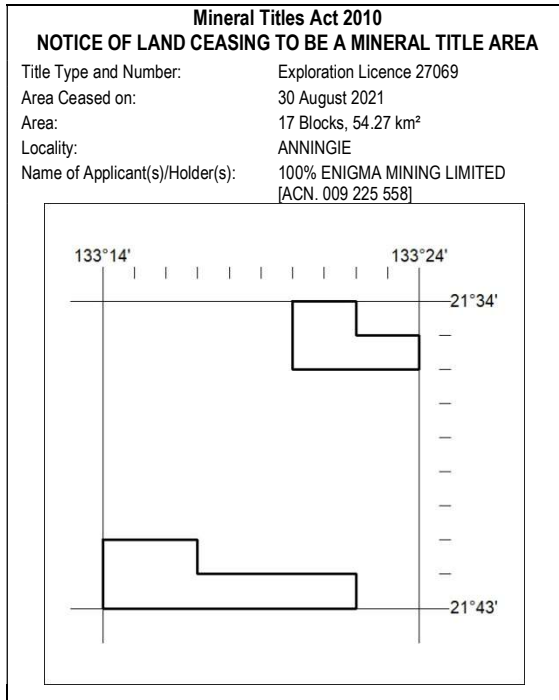 Mineral Titles Act 2010
NOTICE OF LAND CEASING TO BE A MINERAL TITLE AREA
Title Type and Number: Exploration Licence 27069
Area Ceased on: 30 August 2021
Area: 17 Blocks, 54.27 km²
Locality: ANNINGIE
Name of Applicant(s)/Holder(s): 100% ENIGMA MINING LIMITED
[ACN. 009 225 558]
133°14' 133°24'
21°34'
21°43'